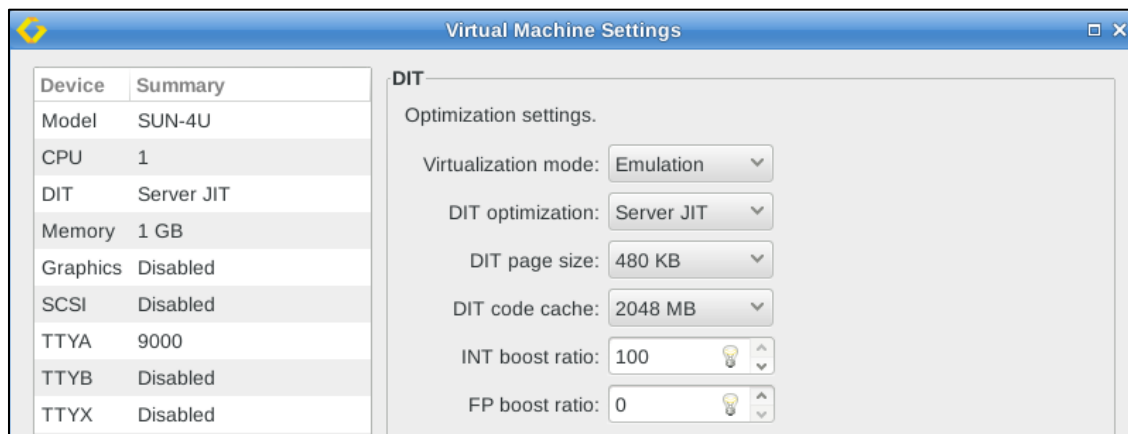 Virtual Machine Settings
Device Summary
Model SUN-4U
CPU 1
DIT Server JIT
Memory 1 GB
Graphics Disabled
SCSI Disabled
TTYA 9000
TTYB Disabled
TTYX Disabled
DIT
Optimization settings.
Virtualization mode: Emulation
DIT optimization: Server JIT
DIT page size: 480 KB
DIT code cache: 2048 MB
INT boost ratio: 100
FP boost ratio: 0